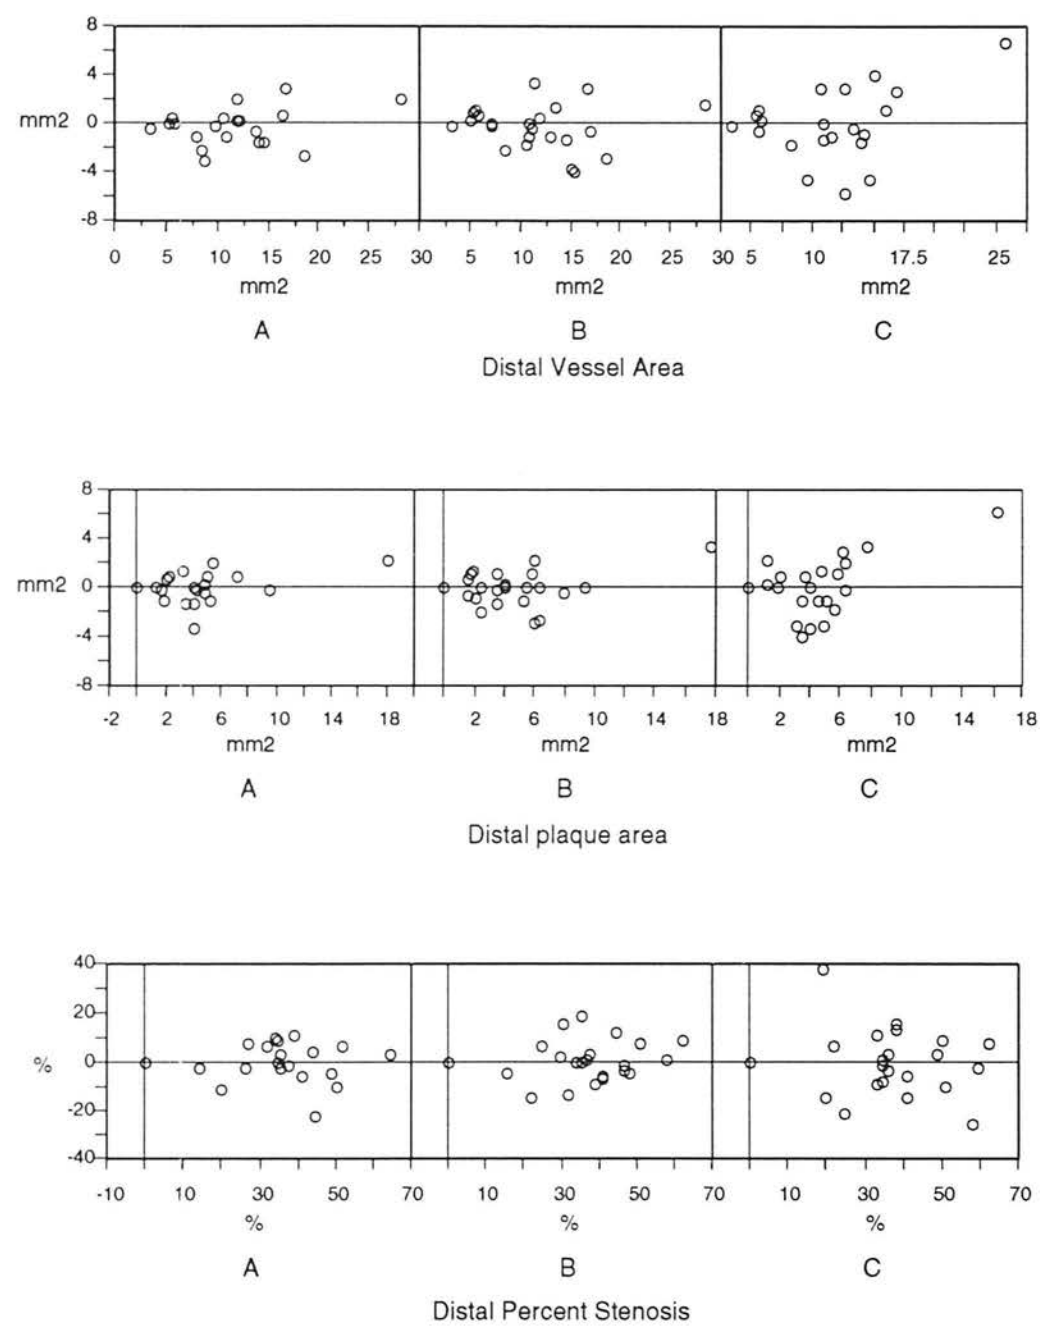 8
4
mm2 0
-4
-8
0 5 10 15 20 25 30 5 10 15 20 25 30 5 10 17.5 25
mm2 mm2 mm2
A B C
Distal Vessel Area
8
4
mm2 0
-4
-8
-2 2 6 10 14 18 2 6 10 14 18 2 6 10 14 18
mm2 mm2 mm2
A B C
Distal plaque area
40
20
% 0
-20
-40
-10 10 30 50 70 10 30 50 70 10 30 50 70
% % %
A B C
Distal Percent Stenosis